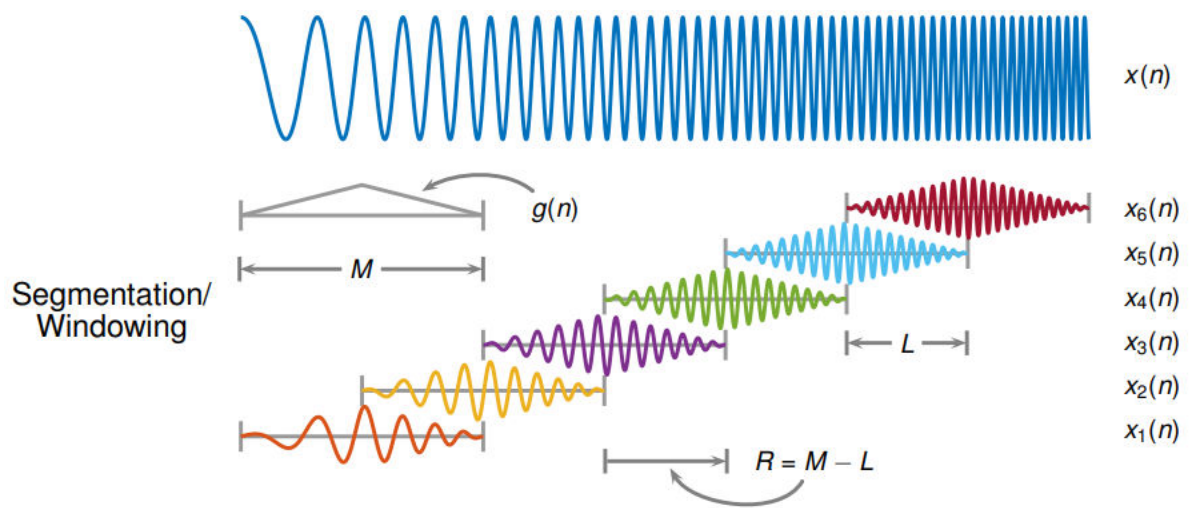 x(n)
g(n)
x₆(n)
M
x₅(n)
Segmentation/
Windowing
x₄(n)
L
x₃(n)
x₂(n)
x₁(n)
R = M − L